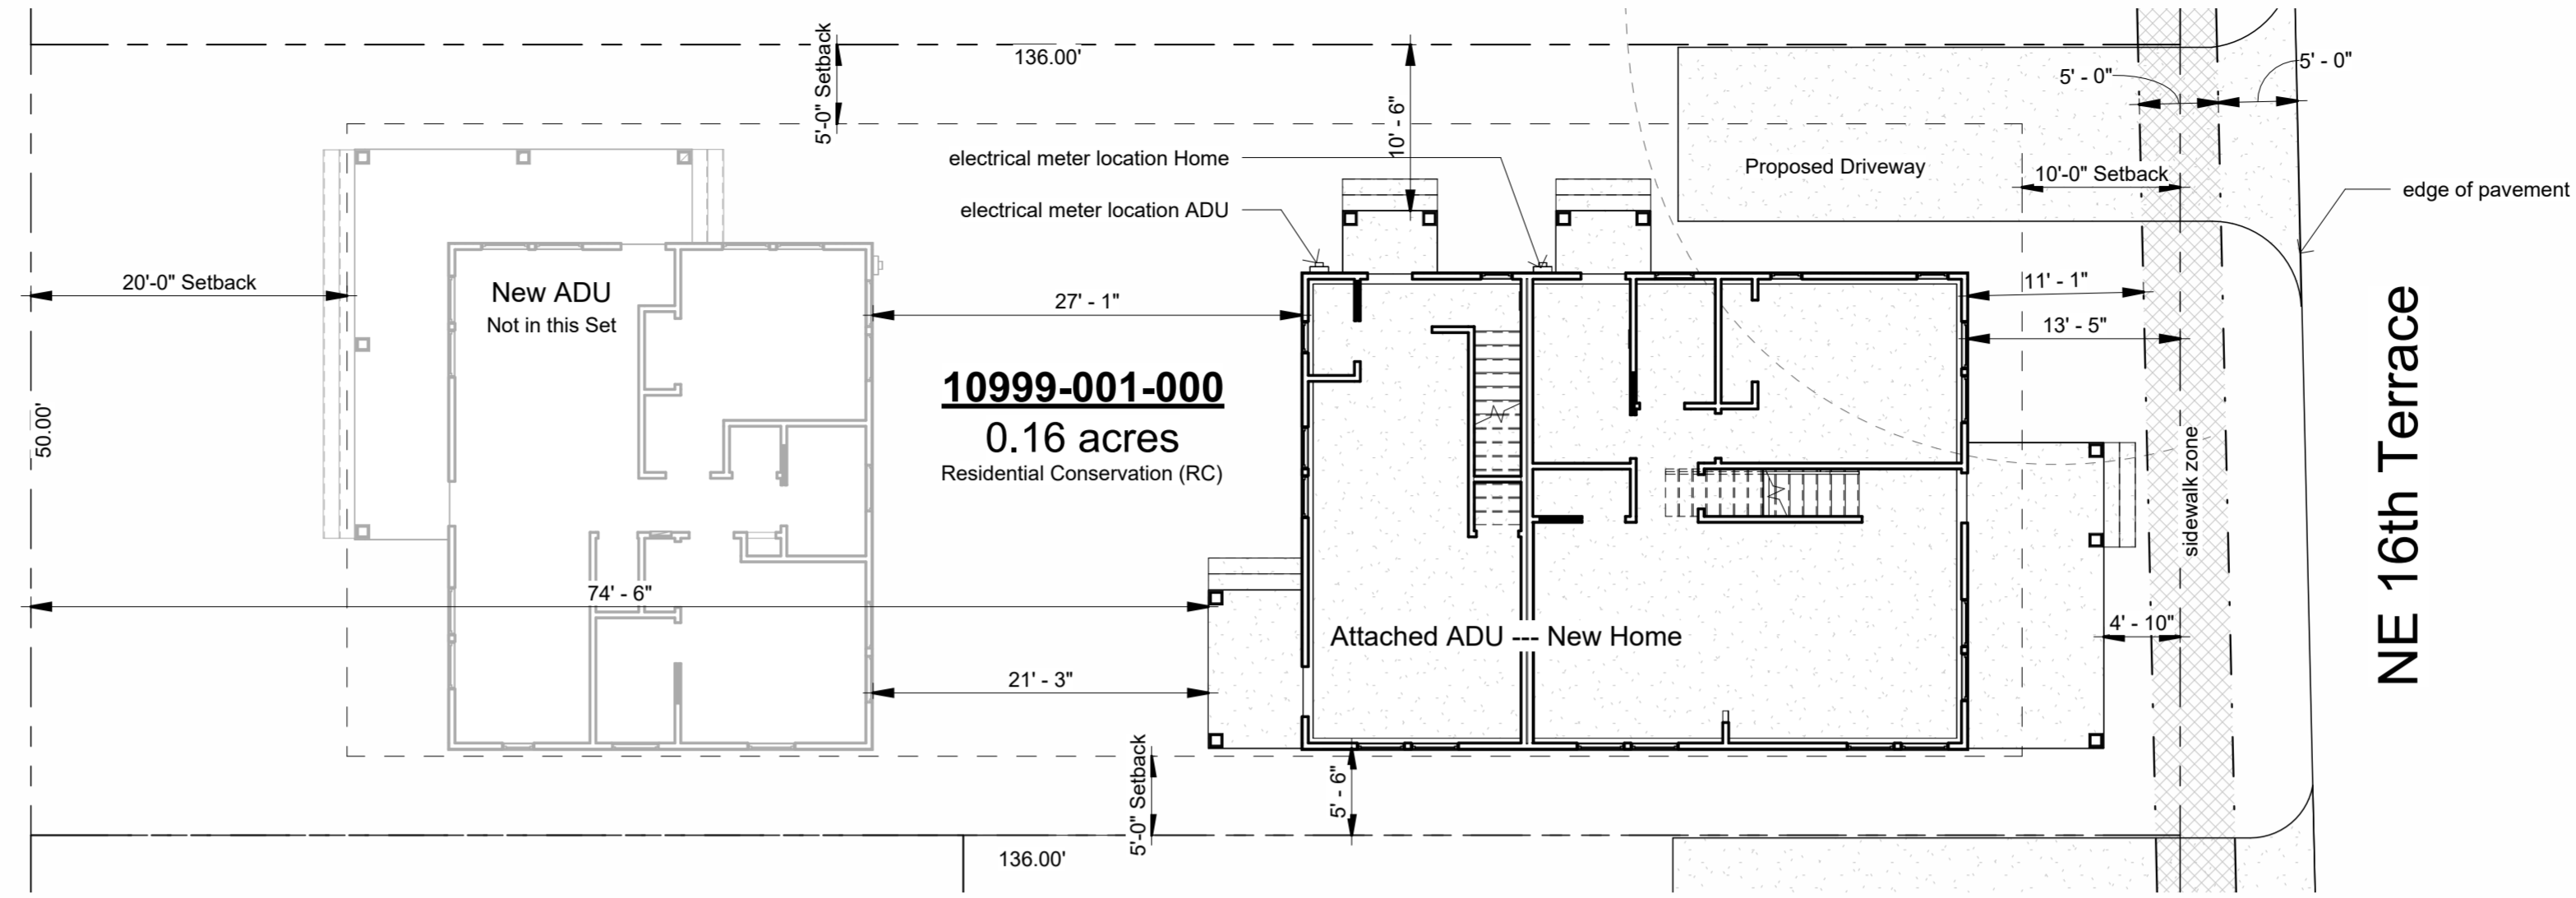 136.00'
5'-0" Setback
5' - 0"
5' - 0"
10' - 6"
electrical meter location Home
electrical meter location ADU
Proposed Driveway
10'-0" Setback
edge of pavement
20'-0" Setback
New ADU
Not in this Set
27' - 1"
11' - 1"
13' - 5"
50.00'
10999-001-000
0.16 acres
Residential Conservation (RC)
sidewalk zone
NE 16th Terrace
74' - 6"
Attached ADU --- New Home
4' - 10"
21' - 3"
5'-0" Setback
5' - 6"
136.00'